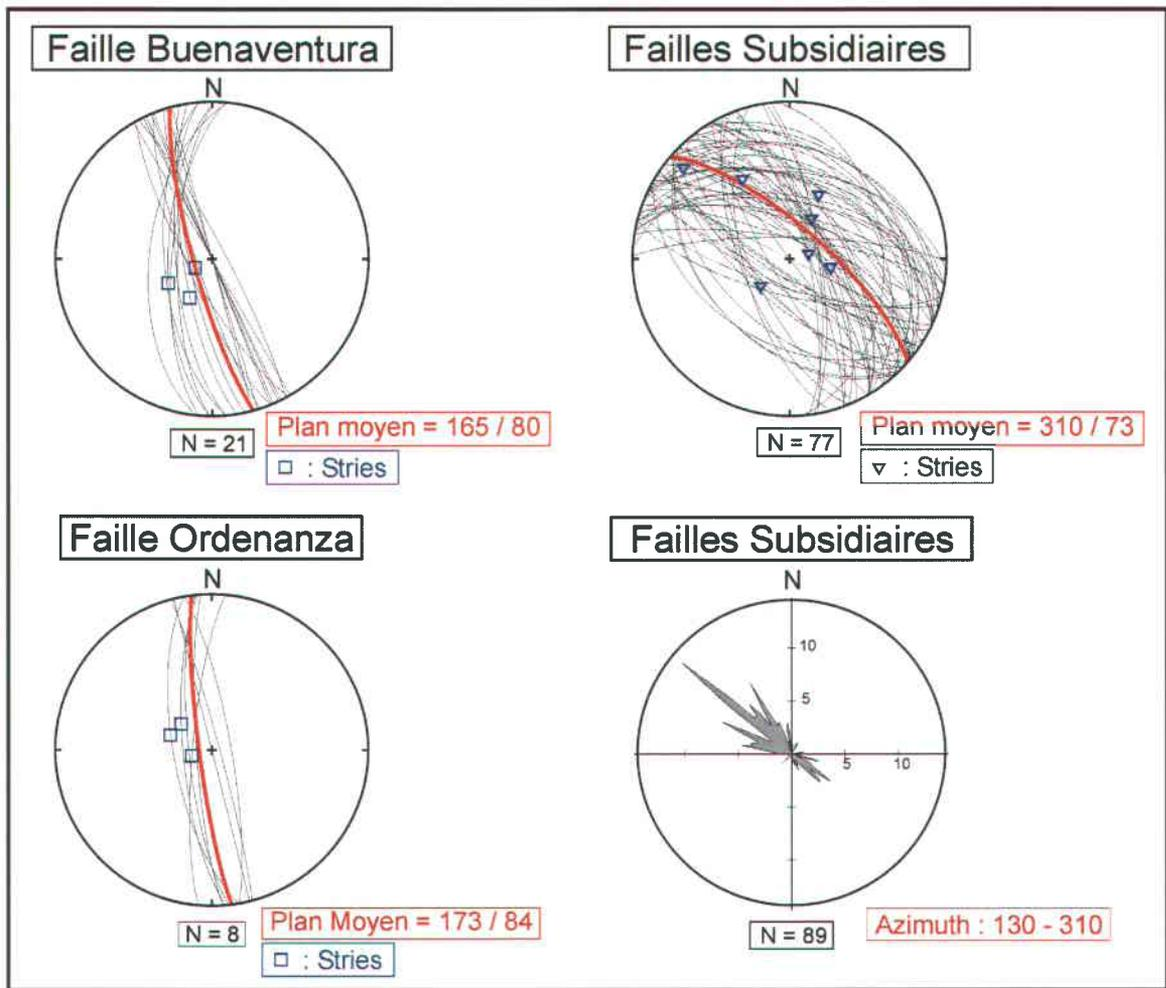 Faille Buenaventura
N
N = 21
Plan moyen = 165 / 80
: Stries
Failles Subsidiaires
N
N = 77
Plan moyen = 310 / 73
: Stries
Faille Ordenanza
N
N = 8
Plan Moyen = 173 / 84
: Stries
Failles Subsidiaires
N
10
5
5
10
N = 89
Azimuth : 130 - 310